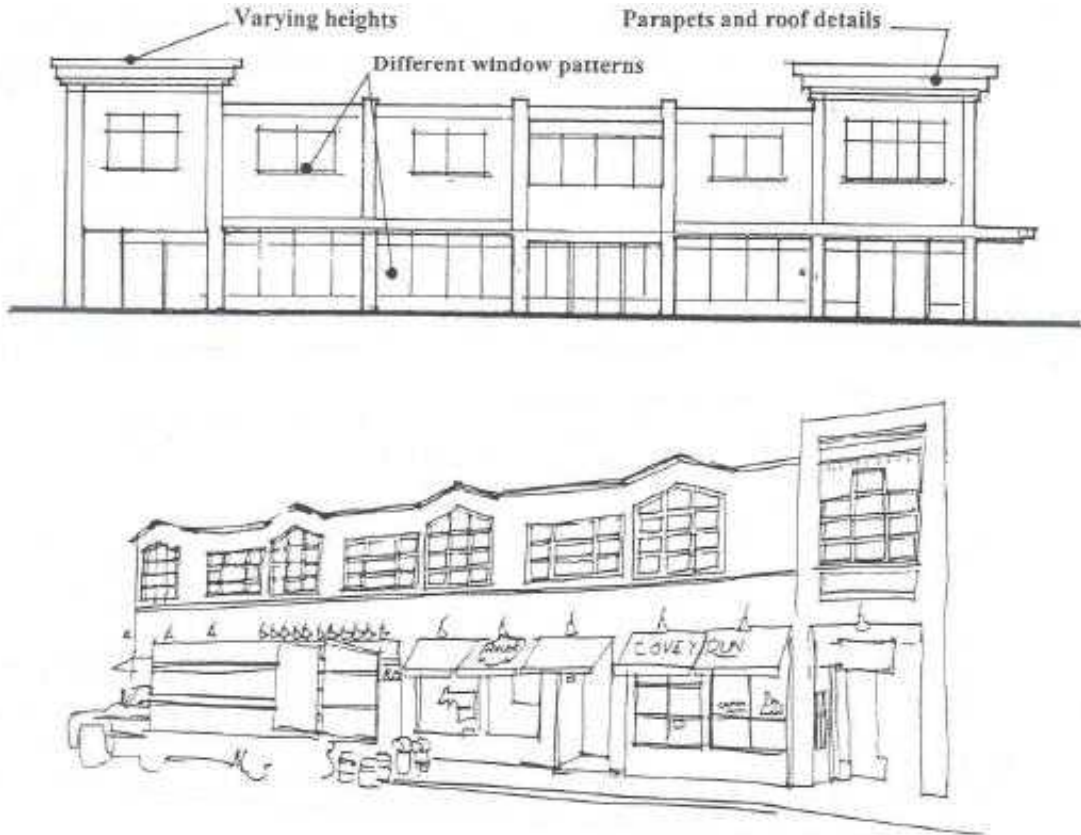 Varying heights
Parapets and roof details
Different window patterns
COVEY RUN